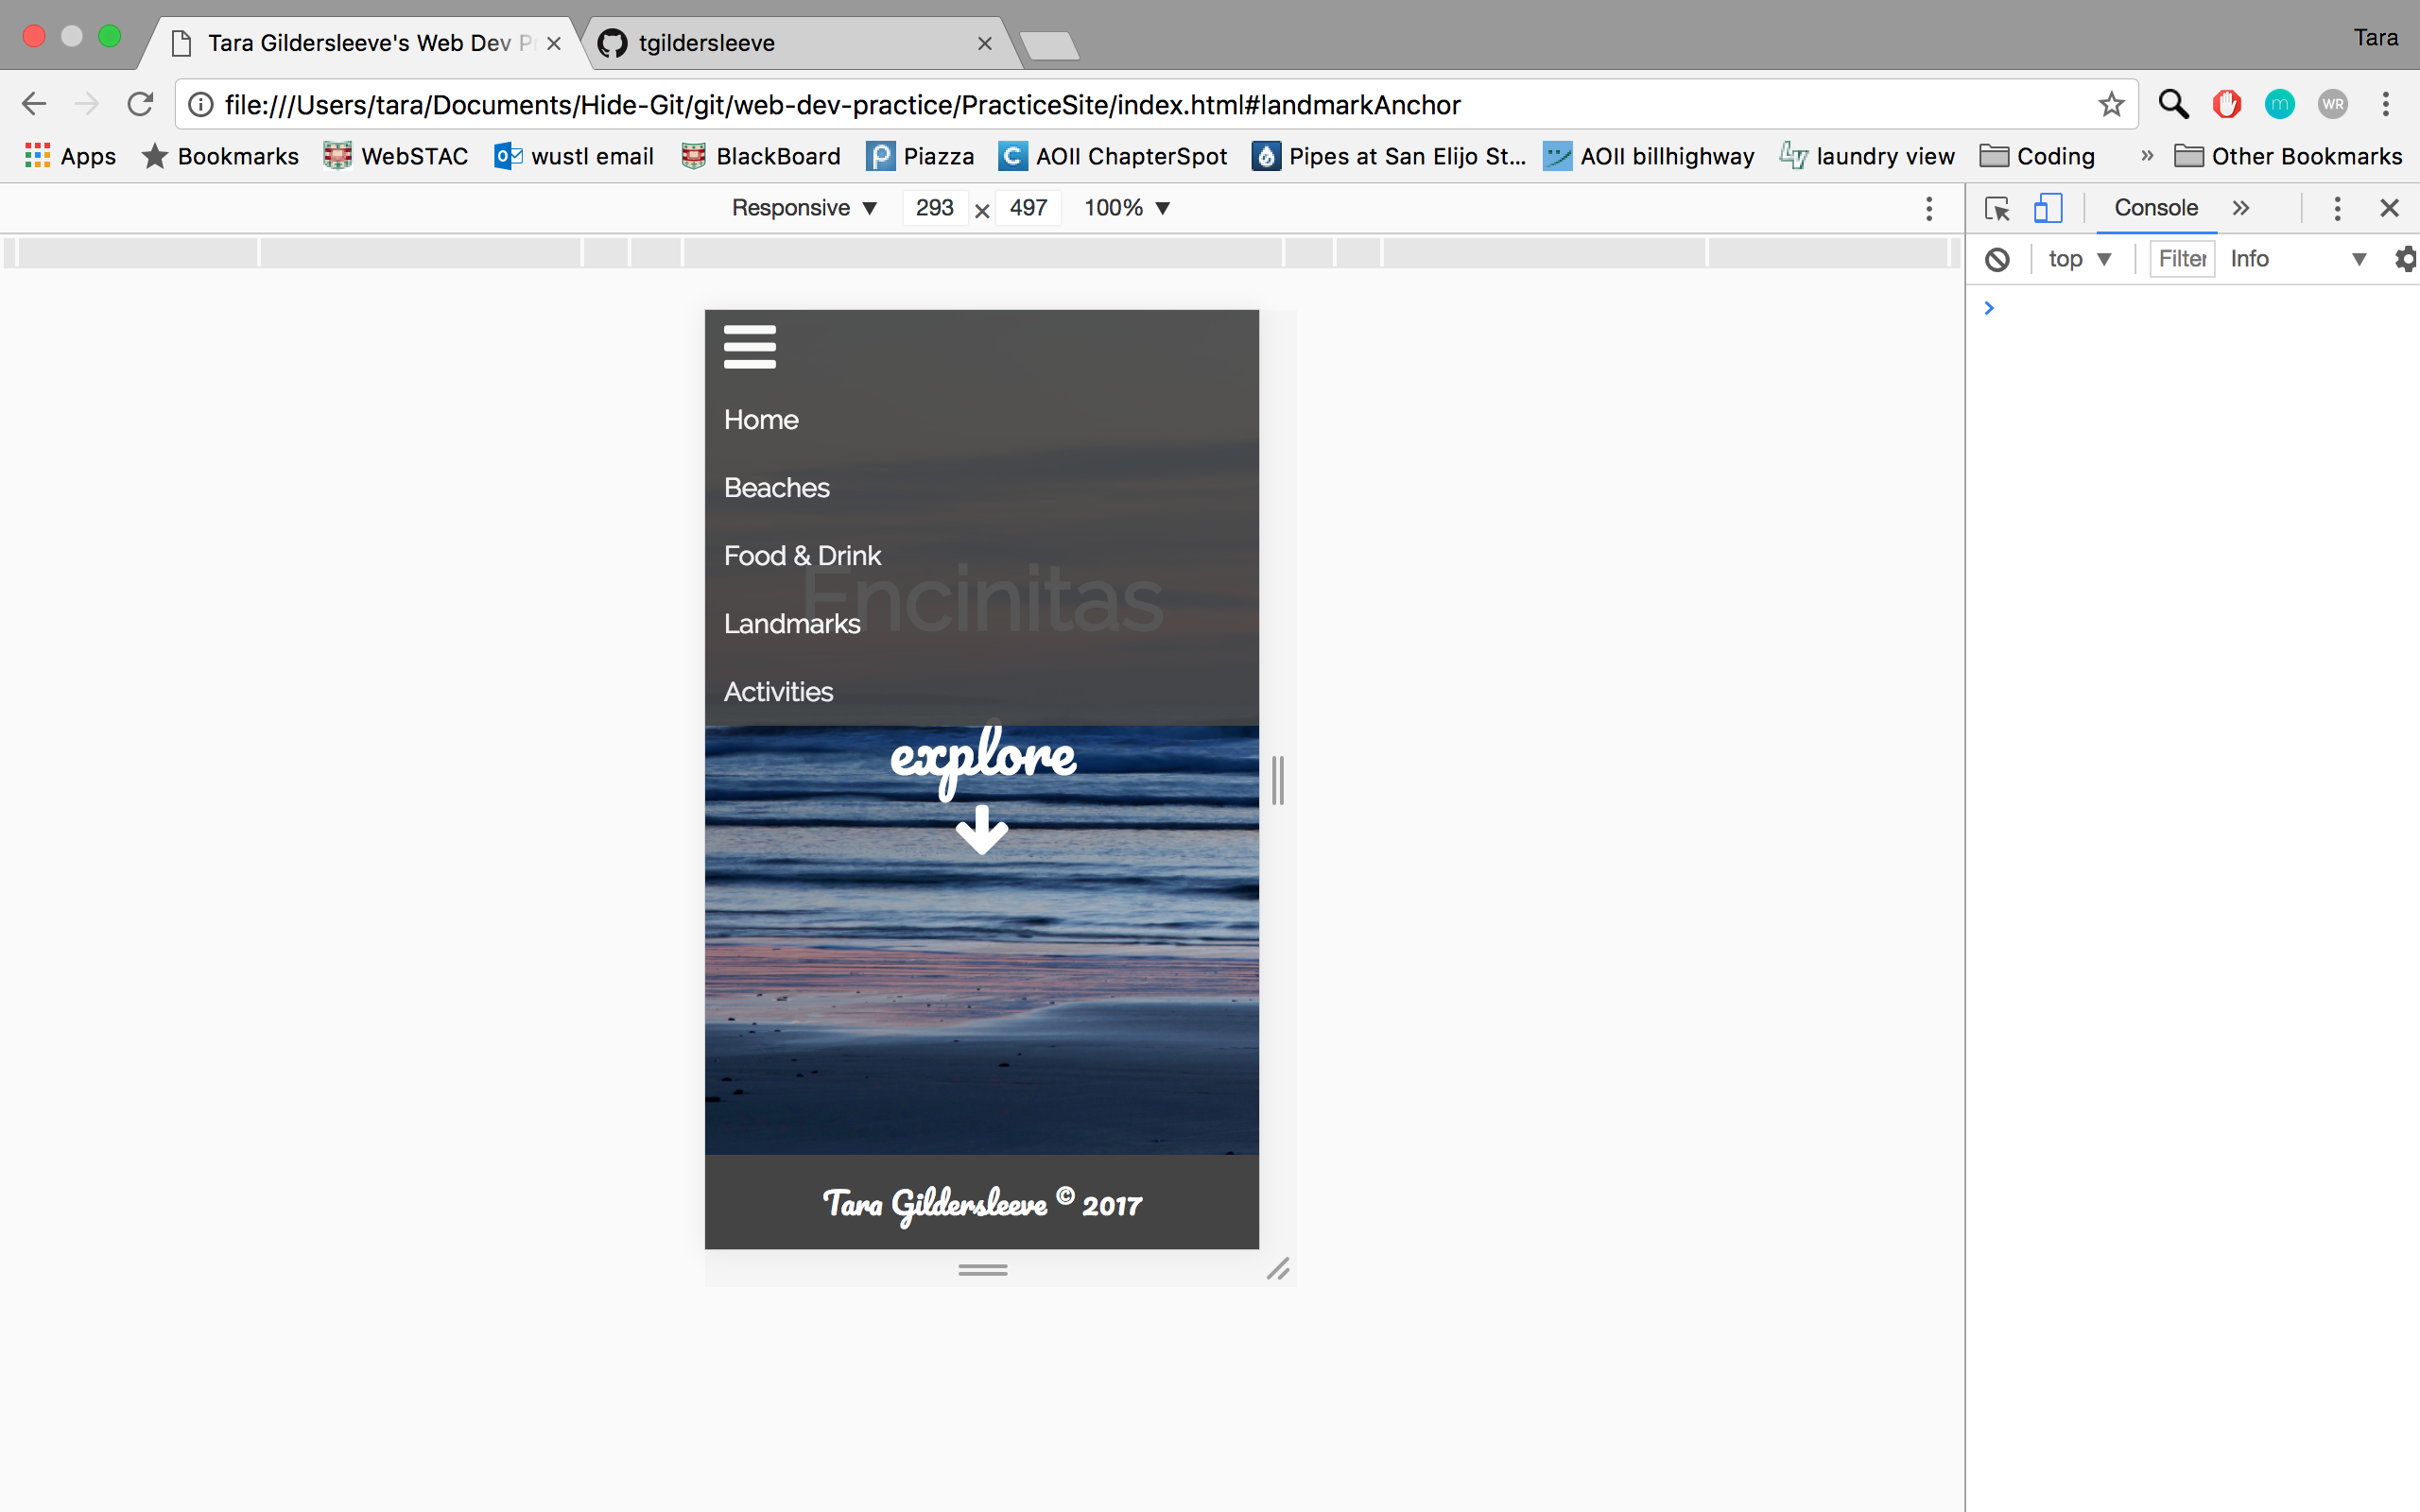 Tara Gildersleeve's Web Dev P
tgildersleeve
Tara
file:///Users/tara/Documents/Hide-Git/git/web-dev-practice/PracticeSite/index.html#landmarkAnchor
m
WR
Apps
Bookmarks
WebSTAC
wustl email
BlackBoard
Piazza
AOII ChapterSpot
Pipes at San Elijo St...
AOII billhighway
laundry view
Coding
»
Other Bookmarks
Responsive ▼ 293 × 497 100% ▼
Console »
top ▼ Filter Info ▼
Home
Beaches
Food & Drink
Encinitas
Landmarks
Activities
explore
Tara Gildersleeve © 2017